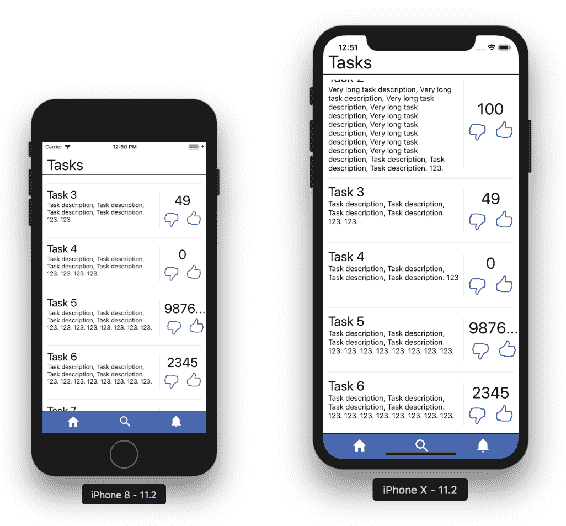 Carrier
12:50 PM
Tasks
Task 3
Task description, Task description,
Task description, Task description.
123. 123.
49
Task 4
Task description, Task description,
Task description, Task description.
123. 123. 123. 123.
0
Task 5
Task description, Task description,
Task description, Task description.
123. 123. 123. 123. 123. 123. 123.
9876...
Task 6
Task description, Task description,
Task description, Task description.
123. 123. 123. 123. 123. 123. 123.
2345
iPhone 8 - 11.2
12:51
Tasks
Very long task description, Very long
task description, Very long task
description, Very long task
description, Very long task
description, Very long task
description, Very long task
description, Very long task
description, Task description, Task
description, Task description. 123.
100
Task 3
Task description, Task description,
Task description, Task description.
123. 123.
49
Task 4
Task description, Task description,
Task description, Task description. 123
0
Task 5
Task description, Task description,
Task description, Task description.
123. 123. 123. 123. 123. 123. 123.
9876...
Task 6
Task description, Task description,
Task description, Task description.
123. 123. 123. 123. 123. 123. 123.
2345
iPhone X - 11.2